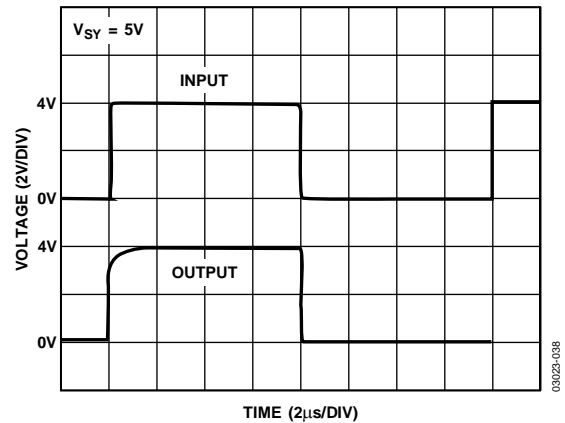 V_SY = 5V
INPUT
4V
0V
4V
OUTPUT
0V
VOLTAGE (2V/DIV)
TIME (2μs/DIV)
03023-038